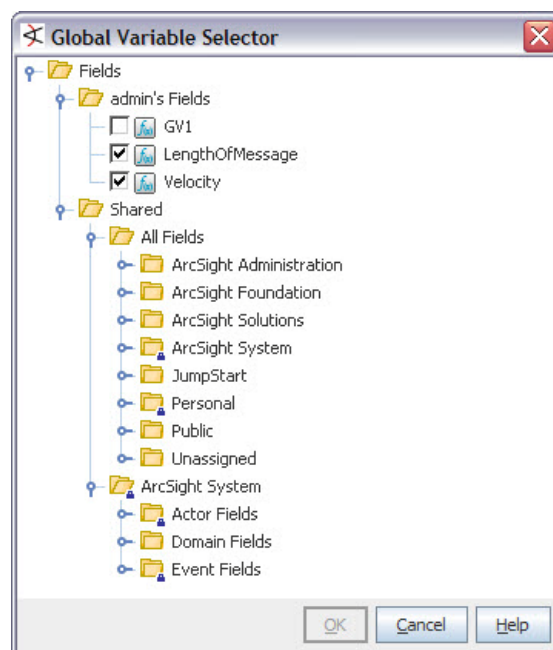 Global Variable Selector
Fields
admin's Fields
GV1
LengthOfMessage
Velocity
Shared
All Fields
ArcSight Administration
ArcSight Foundation
ArcSight Solutions
ArcSight System
JumpStart
Personal
Public
Unassigned
ArcSight System
Actor Fields
Domain Fields
Event Fields
OK Cancel Help